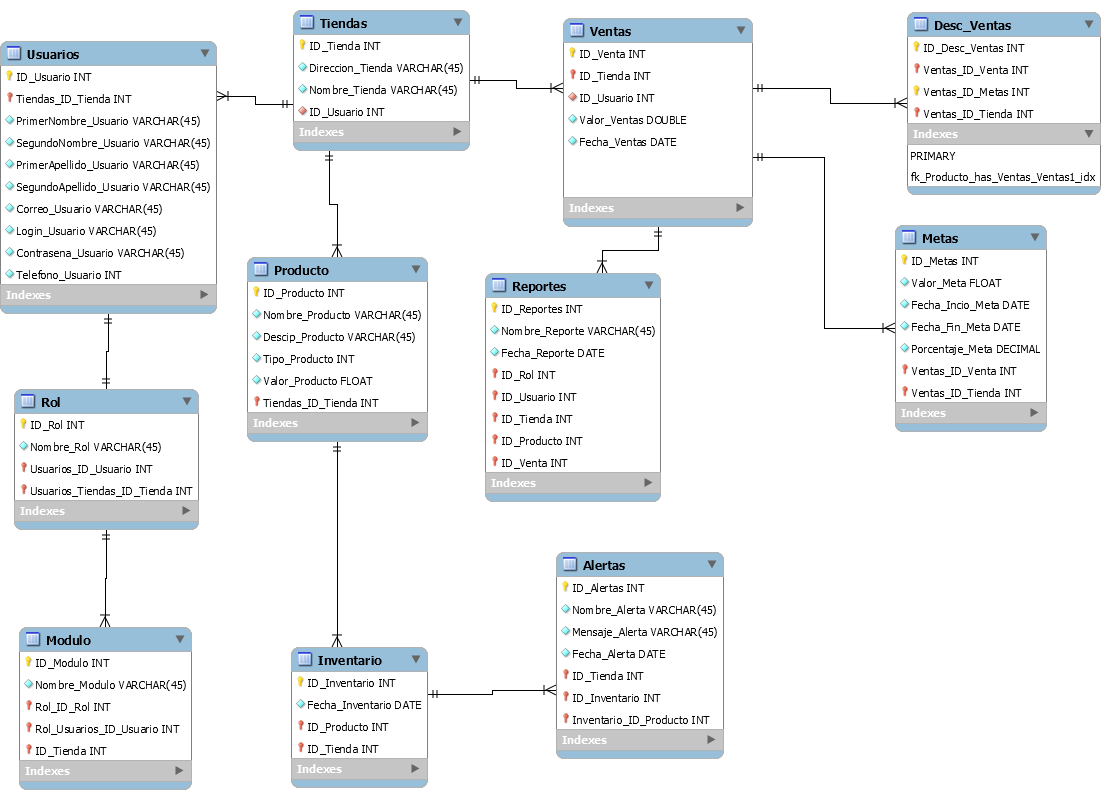 Usuarios
ID_Usuario INT
Tiendas_ID_Tienda INT
PrimerNombre_Usuario VARCHAR(45)
SegundoNombre_Usuario VARCHAR(45)
PrimerApellido_Usuario VARCHAR(45)
SegundoApellido_Usuario VARCHAR(45)
Correo_Usuario VARCHAR(45)
Login_Usuario VARCHAR(45)
Contrasena_Usuario VARCHAR(45)
Telefono_Usuario INT
Indexes
Tiendas
ID_Tienda INT
Direccion_Tienda VARCHAR(45)
Nombre_Tienda VARCHAR(45)
ID_Usuario INT
Indexes
Ventas
ID_Venta INT
ID_Tienda INT
ID_Usuario INT
Valor_Ventas DOUBLE
Fecha_Ventas DATE
Indexes
Desc_Ventas
ID_Desc_Ventas INT
Ventas_ID_Venta INT
Ventas_ID_Metas INT
Ventas_ID_Tienda INT
Indexes
PRIMARY
fk_Producto_has_Ventas_Ventas1_idx
Producto
ID_Producto INT
Nombre_Producto VARCHAR(45)
Descip_Producto VARCHAR(45)
Tipo_Producto INT
Valor_Producto FLOAT
Tiendas_ID_Tienda INT
Indexes
Reportes
ID_Reportes INT
Nombre_Reporte VARCHAR(45)
Fecha_Reporte DATE
ID_Rol INT
ID_Usuario INT
ID_Tienda INT
ID_Producto INT
ID_Venta INT
Indexes
Metas
ID_Metas INT
Valor_Meta FLOAT
Fecha_Incio_Meta DATE
Fecha_Fin_Meta DATE
Porcentaje_Meta DECIMAL
Ventas_ID_Venta INT
Ventas_ID_Tienda INT
Indexes
Rol
ID_Rol INT
Nombre_Rol VARCHAR(45)
Usuarios_ID_Usuario INT
Usuarios_Tiendas_ID_Tienda INT
Indexes
Modulo
ID_Modulo INT
Nombre_Modulo VARCHAR(45)
Rol_ID_Rol INT
Rol_Usuarios_ID_Usuario INT
ID_Tienda INT
Indexes
Inventario
ID_Inventario INT
Fecha_Inventario DATE
ID_Producto INT
ID_Tienda INT
Indexes
Alertas
ID_Alertas INT
Nombre_Alerta VARCHAR(45)
Mensaje_Alerta VARCHAR(45)
Fecha_Alerta DATE
ID_Tienda INT
ID_Inventario INT
Inventario_ID_Producto INT
Indexes